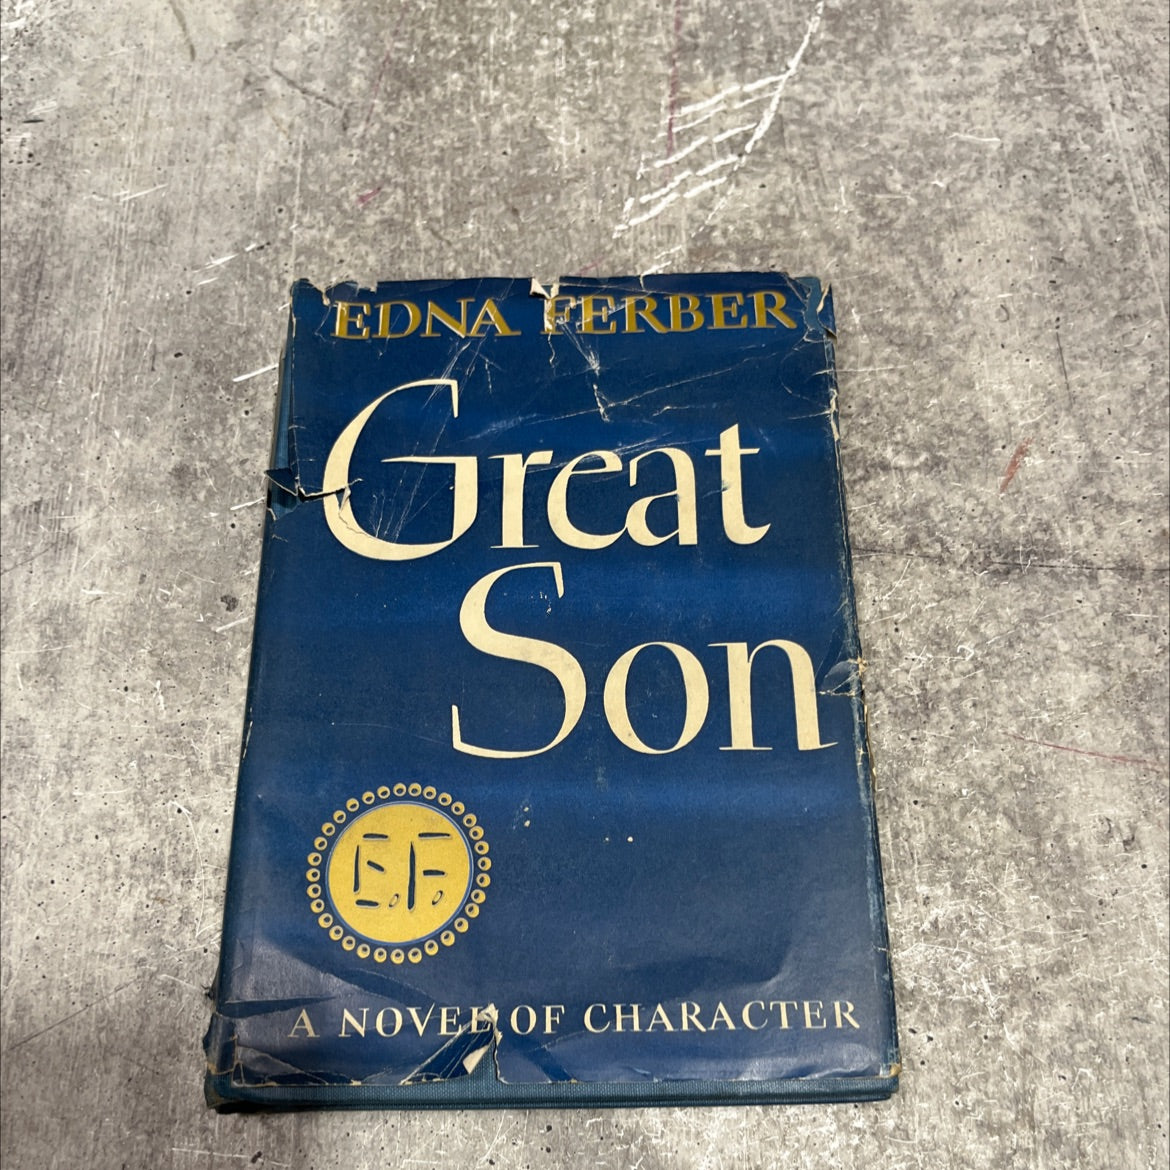 EDNA FERBER
Great
Son
E.F.
A NOVEL OF CHARACTER